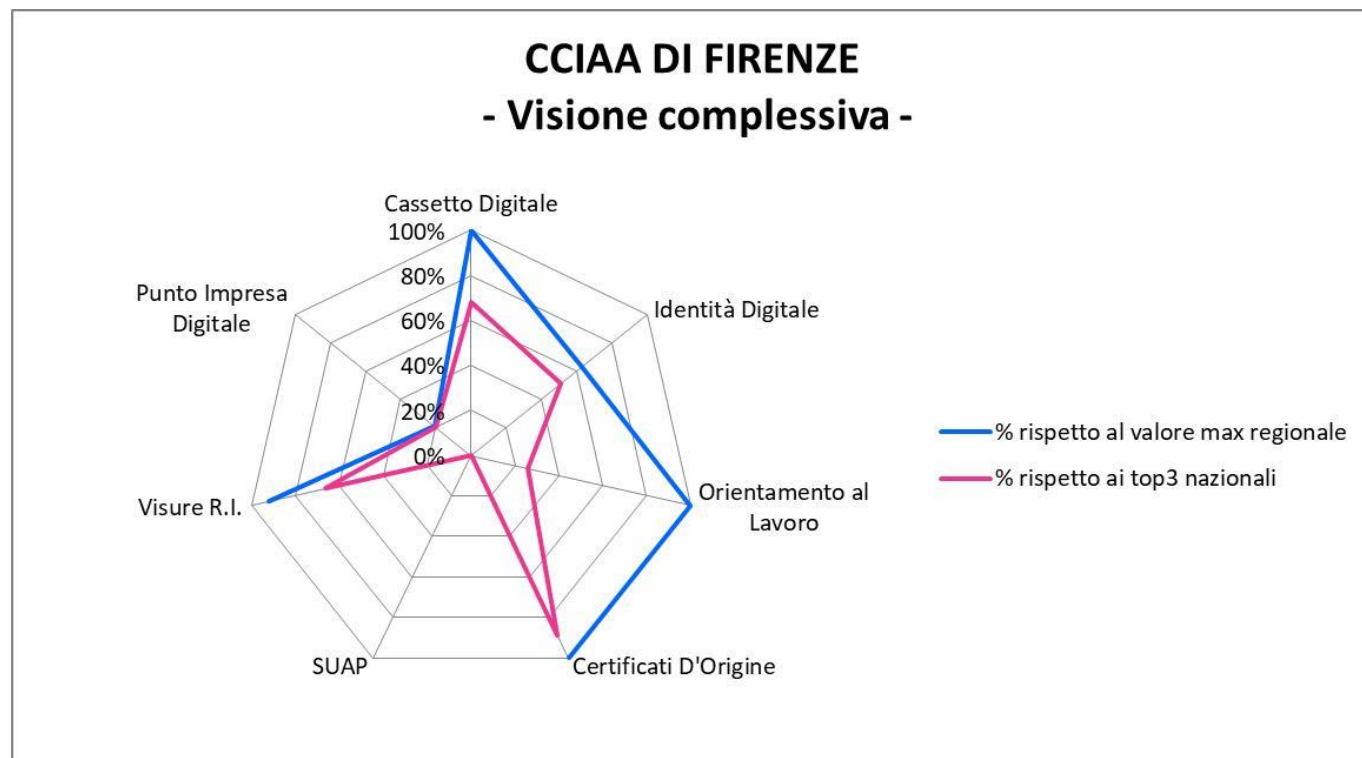 CCIAA DI FIRENZE
- Visione complessiva -
Cassetto Digitale
100%
80%
60%
40%
20%
0%
Identità Digitale
Orientamento al
Lavoro
Certificati D'Origine
SUAP
Visure R.I.
Punto Impresa
Digitale
% rispetto al valore max regionale
% rispetto ai top3 nazionali